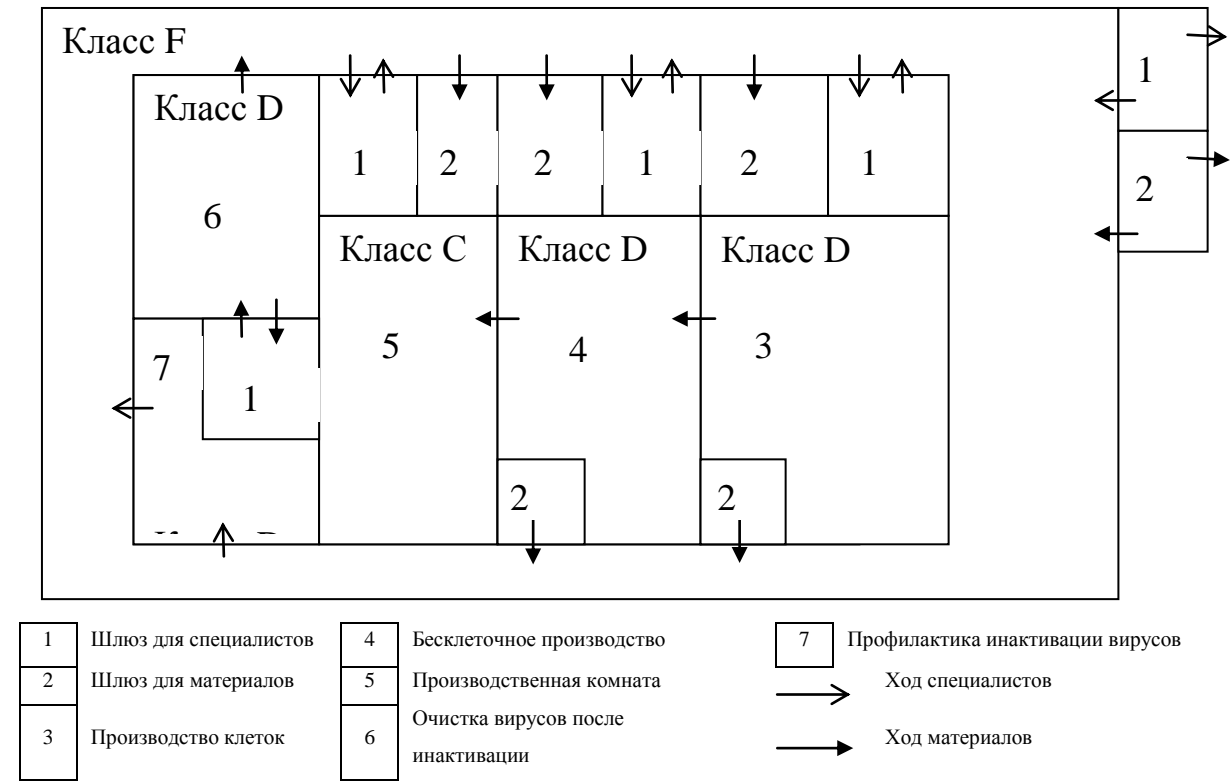 Класс F
1
Класс D
1 2 2 1 2 1
2
6
Класс C Класс D Класс D
5 4 3
7
1
2 2
1 Шлюз для специалистов 4 Бесклеточное производство 7 Профилактика инактивации вирусов
2 Шлюз для материалов 5 Производственная комната Ход специалистов
3 Производство клеток 6 Очистка вирусов после
инактивации
Ход материалов